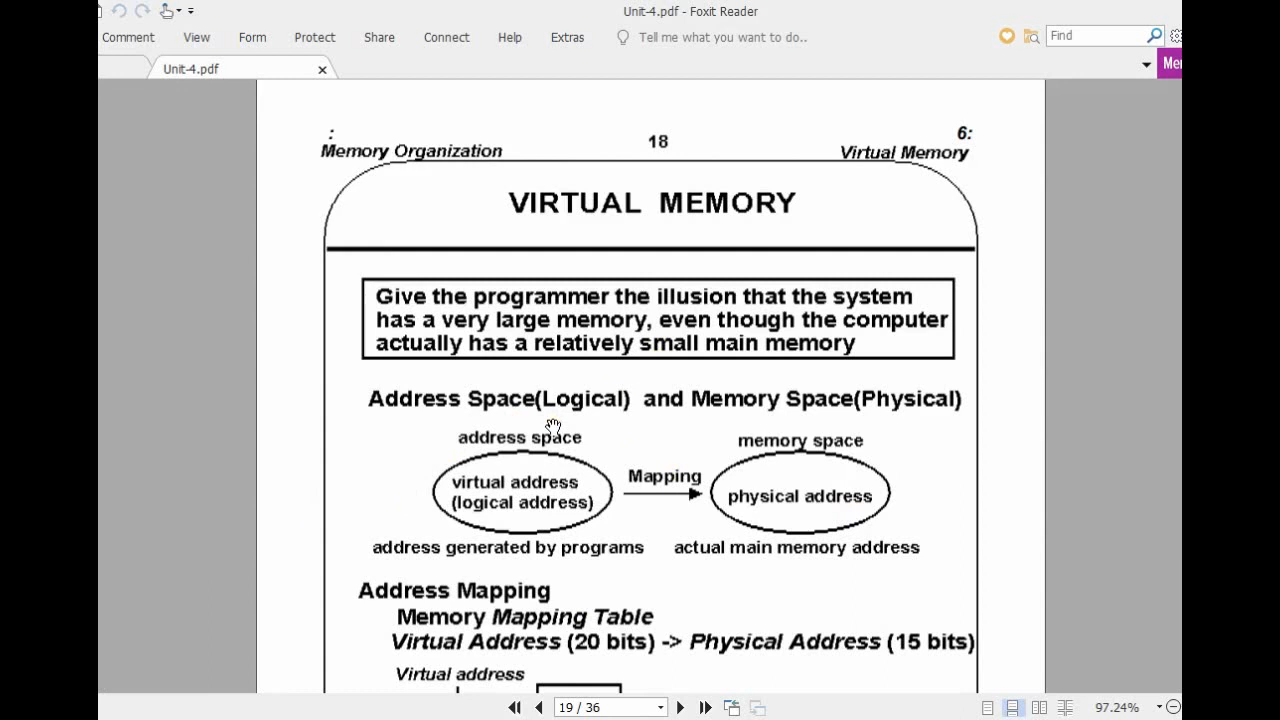 Unit-4.pdf - Foxit Reader
Comment View Form Protect Share Connect Help Extras Tell me what you want to do.. Find
Unit-4.pdf
: 18 6:
Memory Organization Virtual Memory
VIRTUAL MEMORY
Give the programmer the illusion that the system
has a very large memory, even though the computer
actually has a relatively small main memory
Address Space(Logical) and Memory Space(Physical)
address space memory space
virtual address
(logical address)
Mapping
physical address
address generated by programs actual main memory address
Address Mapping
Memory Mapping Table
Virtual Address (20 bits) -> Physical Address (15 bits)
Virtual address
19 / 36 97.24%